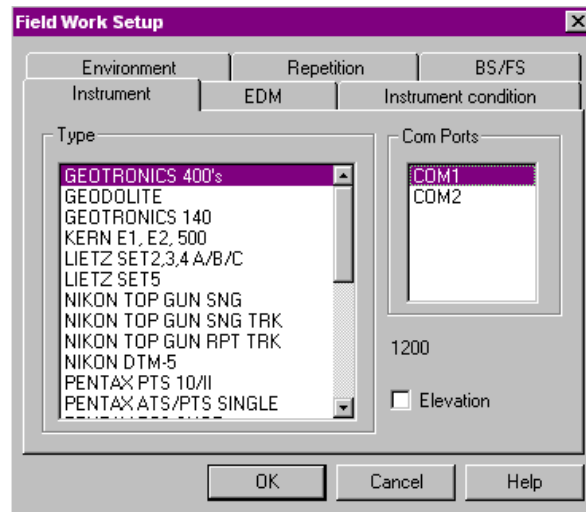 Field Work Setup
Environment
Repetition
BS/FS
Instrument
EDM
Instrument condition
Type
GEOTRONICS 400's
GEODOLITE
GEOTRONICS 140
KERN E1, E2, 500
LIETZ SET2,3,4 A/B/C
LIETZ SET5
NIKON TOP GUN SNG
NIKON TOP GUN SNG TRK
NIKON TOP GUN RPT TRK
NIKON DTM-5
PENTAX PTS 10/II
PENTAX ATS/PTS SINGLE
Com Ports
COM1
COM2
1200
Elevation
OK
Cancel
Help